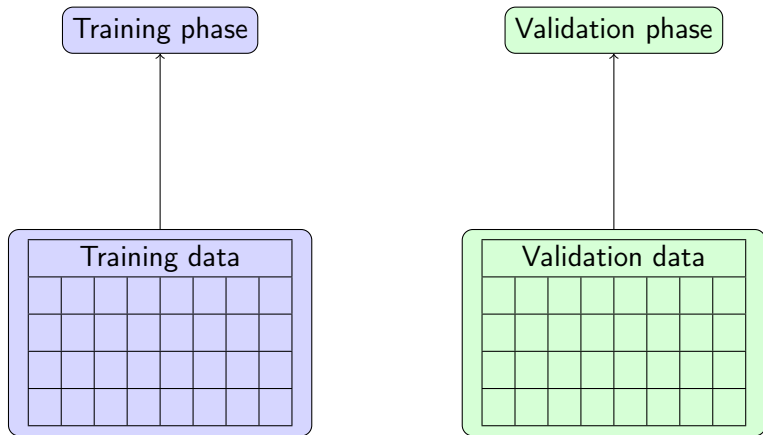 Training phase
Validation phase
Training data
Validation data